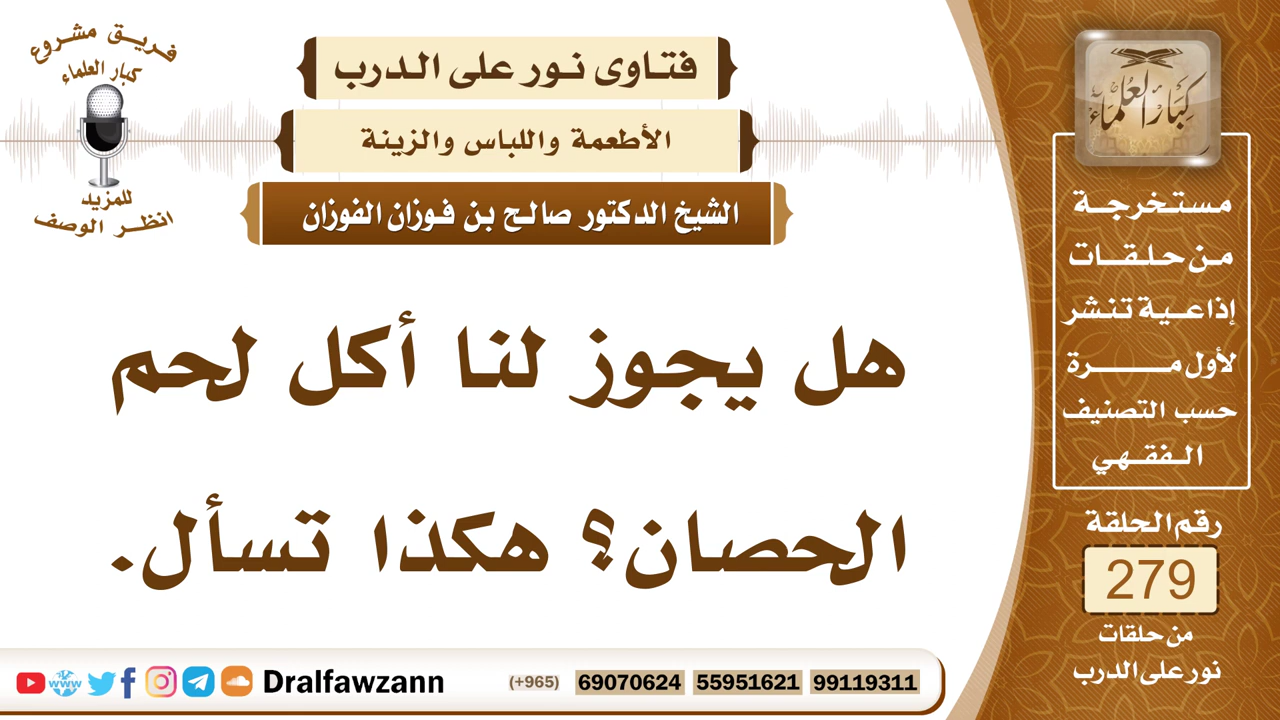 فريق مشروع
كبار العلماء
للمزيد
انظر الوصف
فتاوى نور على الدرب
الأطعمة واللباس والزينة
الشيخ الدكتور صالح بن فوزان الفوزان
هل يجوز لنا أكل لحم
الحصان؟ هكذا تسأل.
كبار العلماء
مستخرجة
من حلقات
إذاعية تنشر
لأول مرة
حسب التصنيف
الفقهي
رقم الحلقة
279
من حلقات
نور على الدرب
www Dralfawzann (+965) 69070624 55951621 99119311